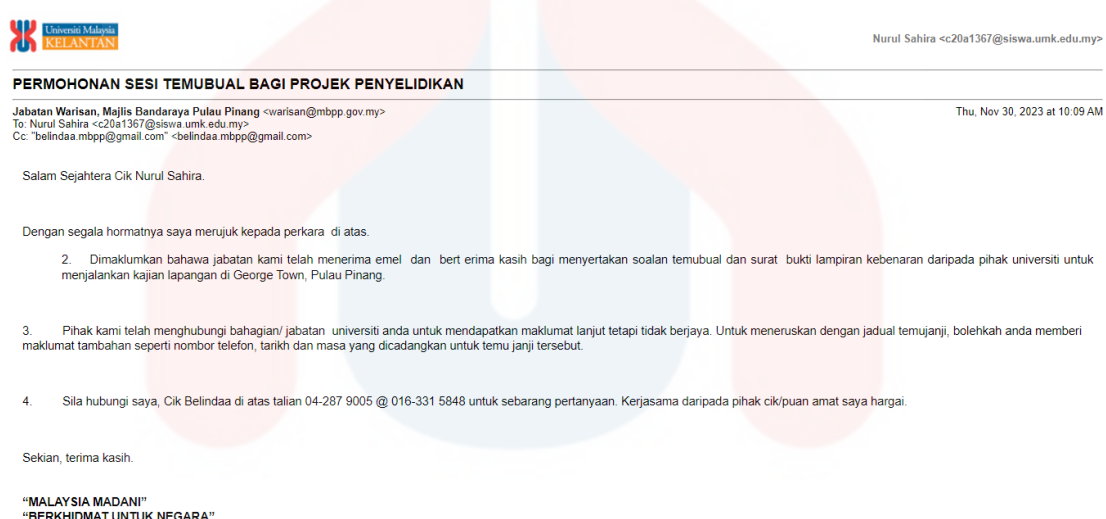 Universiti Malaysia
KELANTAN
Nurul Sahira <c20a1367@siswa.umk.edu.my>
PERMOHONAN SESI TEMUBUAL BAGI PROJEK PENYELIDIKAN
Jabatan Warisan, Majlis Bandaraya Pulau Pinang <warisan@mbpp.gov.my> Thu, Nov 30, 2023 at 10:09 AM
To: Nurul Sahira <c20a1367@siswa.umk.edu.my>
Cc: "belindaa.mbpp@gmail.com" <belindaa.mbpp@gmail.com>
Salam Sejahtera Cik Nurul Sahira.
Dengan segala hormatnya saya merujuk kepada perkara di atas.
2. Dimaklumkan bahawa jabatan kami telah menerima emel dan bert erima kasih bagi menyertakan soalan temubual dan surat bukti lampiran kebenaran daripada pihak universiti untuk
menjalankan kajian lapangan di George Town, Pulau Pinang.
3. Pihak kami telah menghubungi bahagian/ jabatan universiti anda untuk mendapatkan maklumat lanjut tetapi tidak berjaya. Untuk meneruskan dengan jadual temujanji, bolehkah anda memberi
maklumat tambahan seperti nombor telefon, tarikh dan masa yang dicadangkan untuk temu janji tersebut.
4. Sila hubungi saya, Cik Belindaa di atas talian 04-287 9005 @ 016-331 5848 untuk sebarang pertanyaan. Kerjasama daripada pihak cik/puan amat saya hargai.
Sekian, terima kasih.
“MALAYSIA MADANI”
“BERKHIDMAT UNTUK NEGARA”